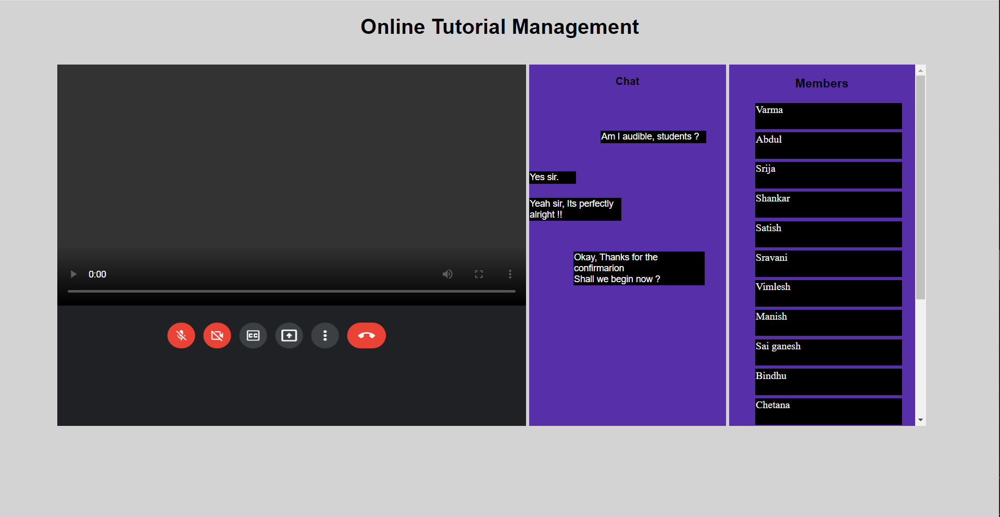 Online Tutorial Management
0:00
CC
Chat
Am I audible, students ?
Yes sir.
Yeah sir, Its perfectly
alright !!
Okay, Thanks for the
confirmarion
Shall we begin now ?
Members
Varma
Abdul
Srija
Shankar
Satish
Sravani
Vimlesh
Manish
Sai ganesh
Bindhu
Chetana